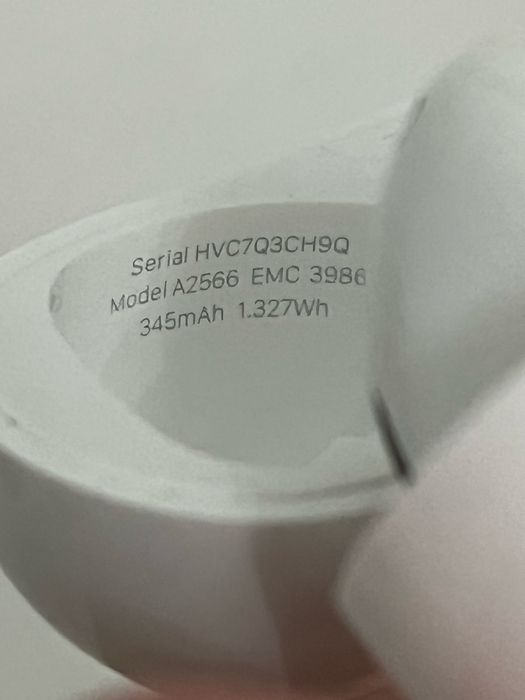 Serial HVC7Q3CH9Q
Model A2566 EMC 3986
345mAh 1.327Wh